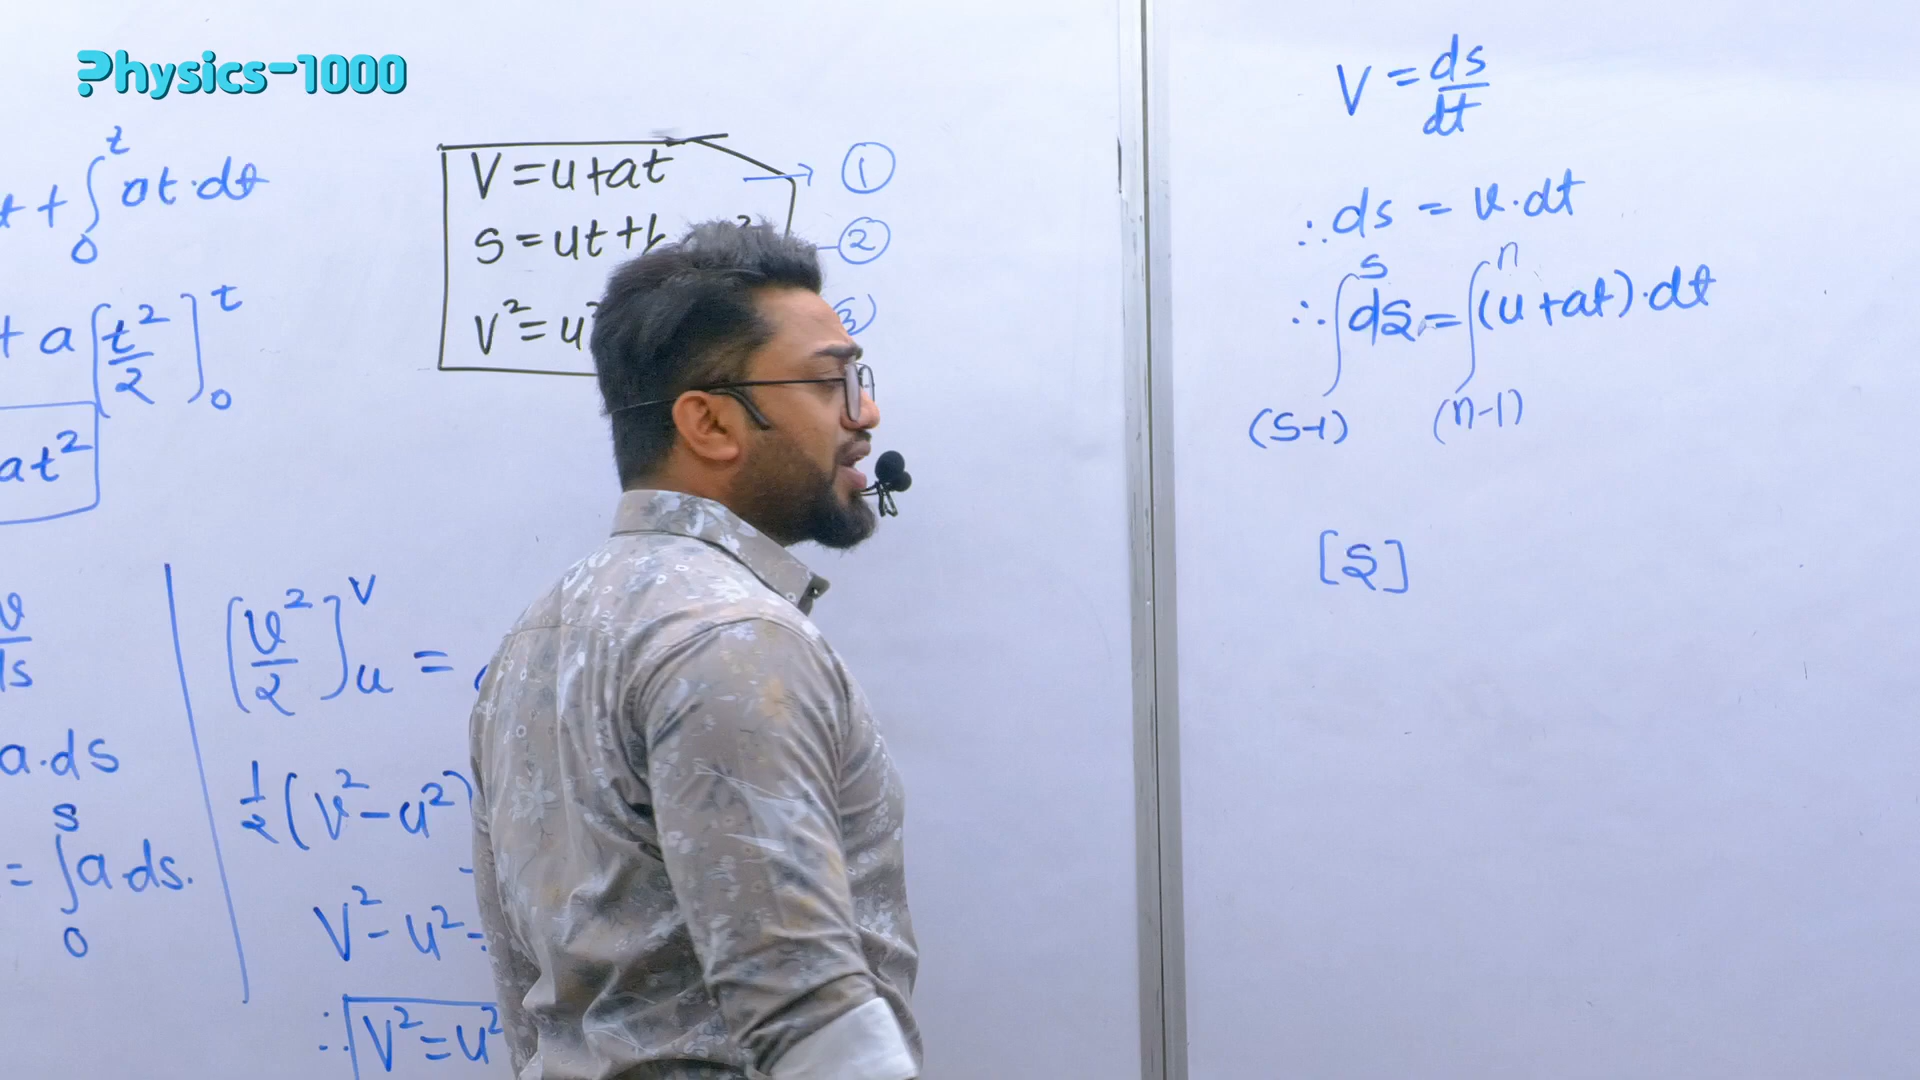 Physics-1000
t + ∫₀ᵗ at·dt
+ a [t²/2]₀ᵗ
at²
a·ds
= ∫₀ˢ a·ds.
[v²/2]ᵤⱽ =
½(v²-u²)
V²- u²=
∴ V²=u²
V=u+at → ①
S=ut+ ②
V²=u ③
V = ds/dt
∴ ds = v·dt
∴ ∫₍ₛ₋₁₎ˢ ds = ∫₍ₙ₋₁₎ⁿ (u+at)·dt
[S]